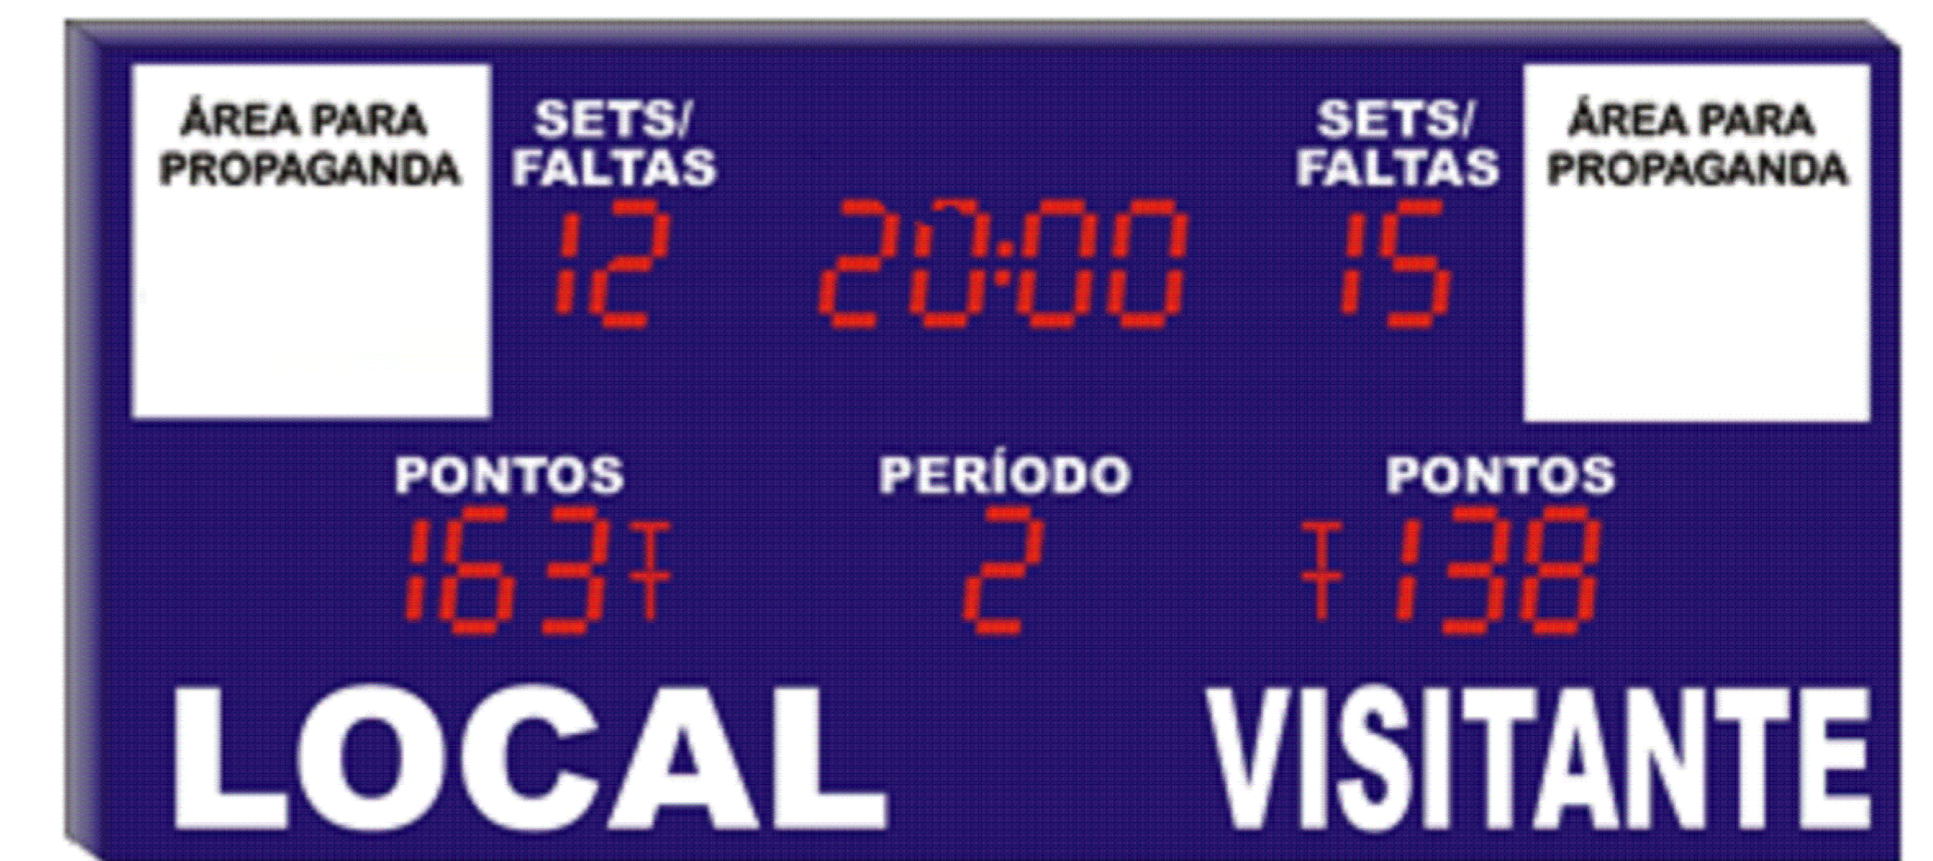 ÁREA PARA
PROPAGANDA
SETS/
FALTAS
12
20:00
SETS/
FALTAS
15
ÁREA PARA
PROPAGANDA
PONTOS
163
PERÍODO
2
PONTOS
138
LOCAL
VISITANTE